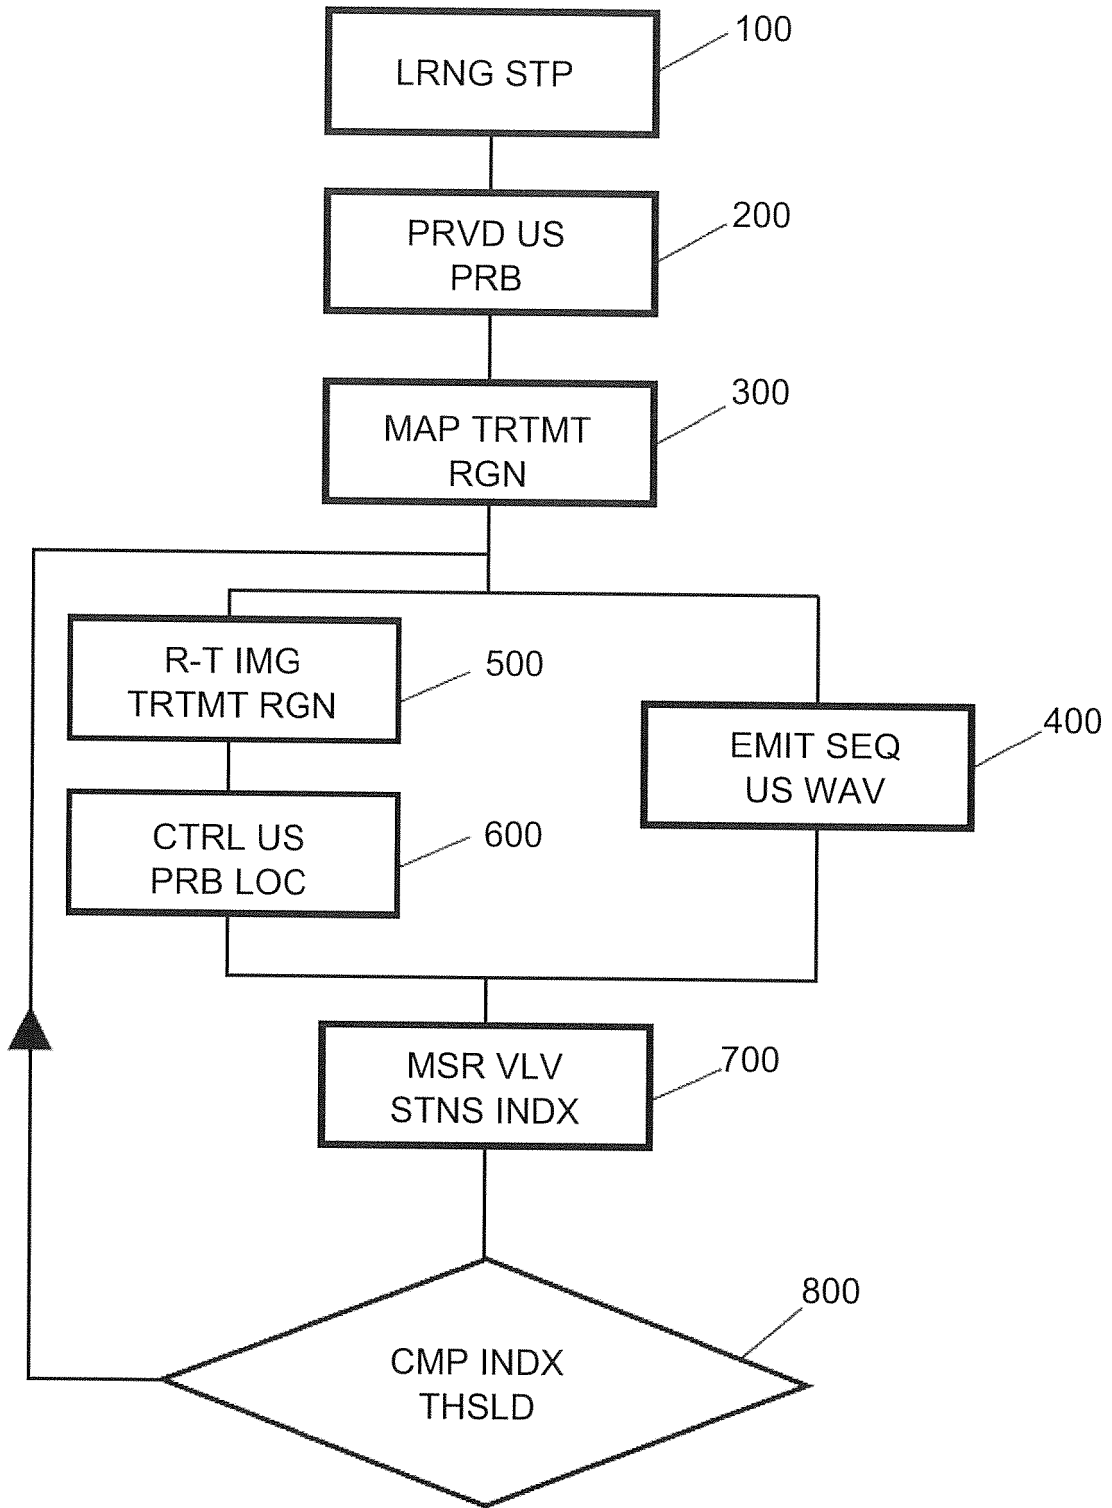 100
LRNG STP
200
PRVD US
PRB
300
MAP TRTMT
RGN
R-T IMG
TRTMT RGN
500
EMIT SEQ
US WAV
400
CTRL US
PRB LOC
600
MSR VLV
STNS INDX
700
800
CMP INDX
THSLD